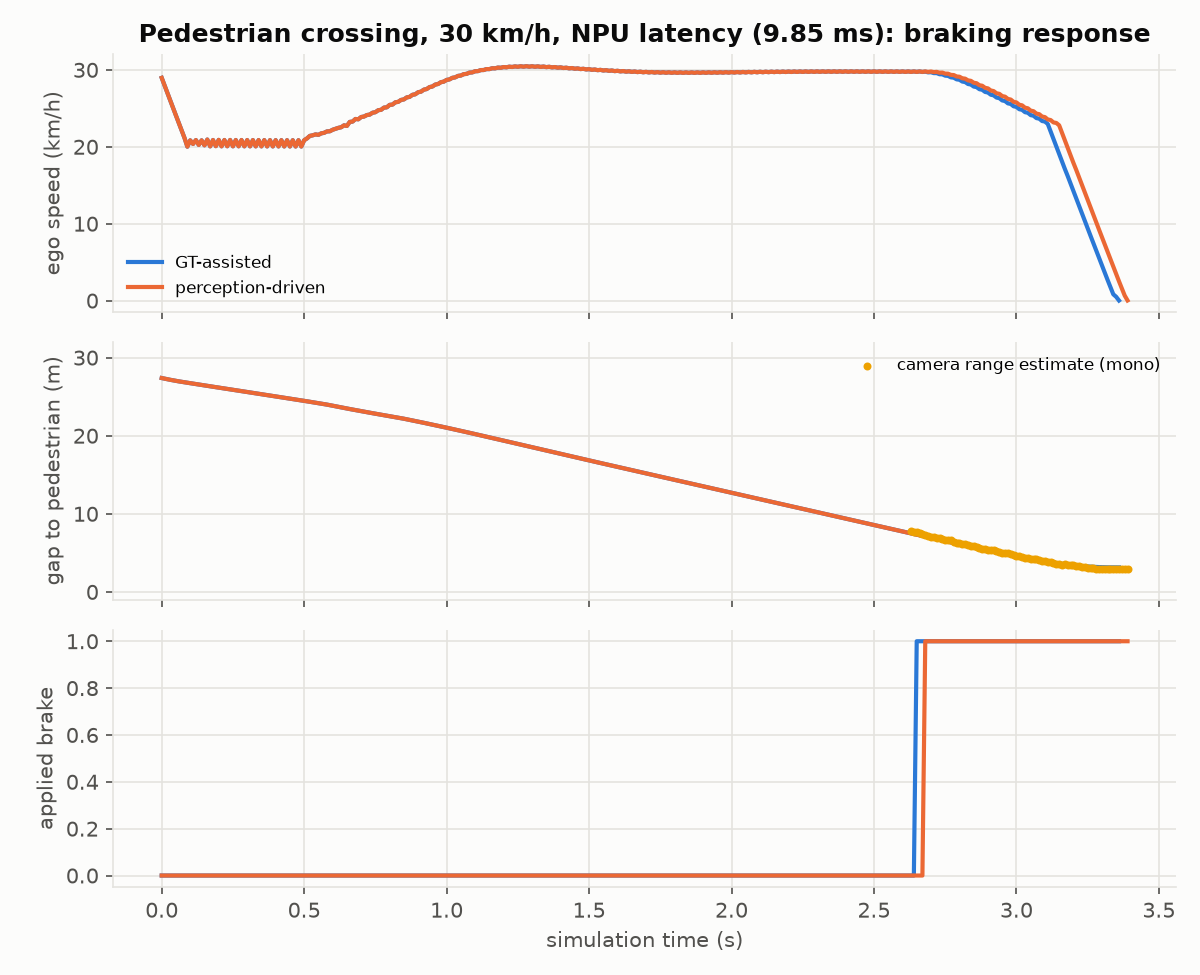 Pedestrian crossing, 30 km/h, NPU latency (9.85 ms): braking response
ego speed (km/h)
30
20
10
0
GT-assisted
perception-driven
gap to pedestrian (m)
30
20
10
0
camera range estimate (mono)
applied brake
1.0
0.8
0.6
0.4
0.2
0.0
0.0 0.5 1.0 1.5 2.0 2.5 3.0 3.5
simulation time (s)